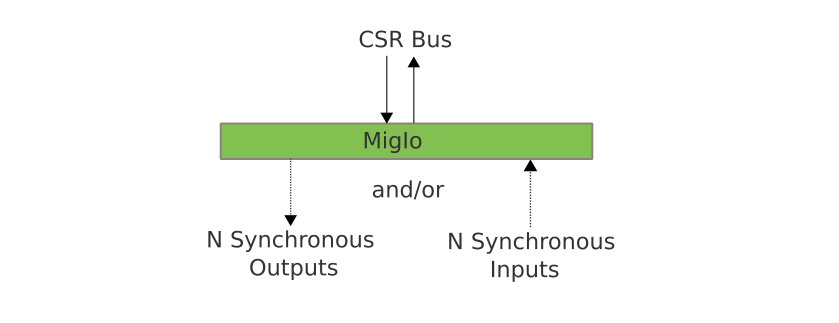 CSR Bus
MigIo
and/or
N Synchronous
Outputs
N Synchronous
Inputs